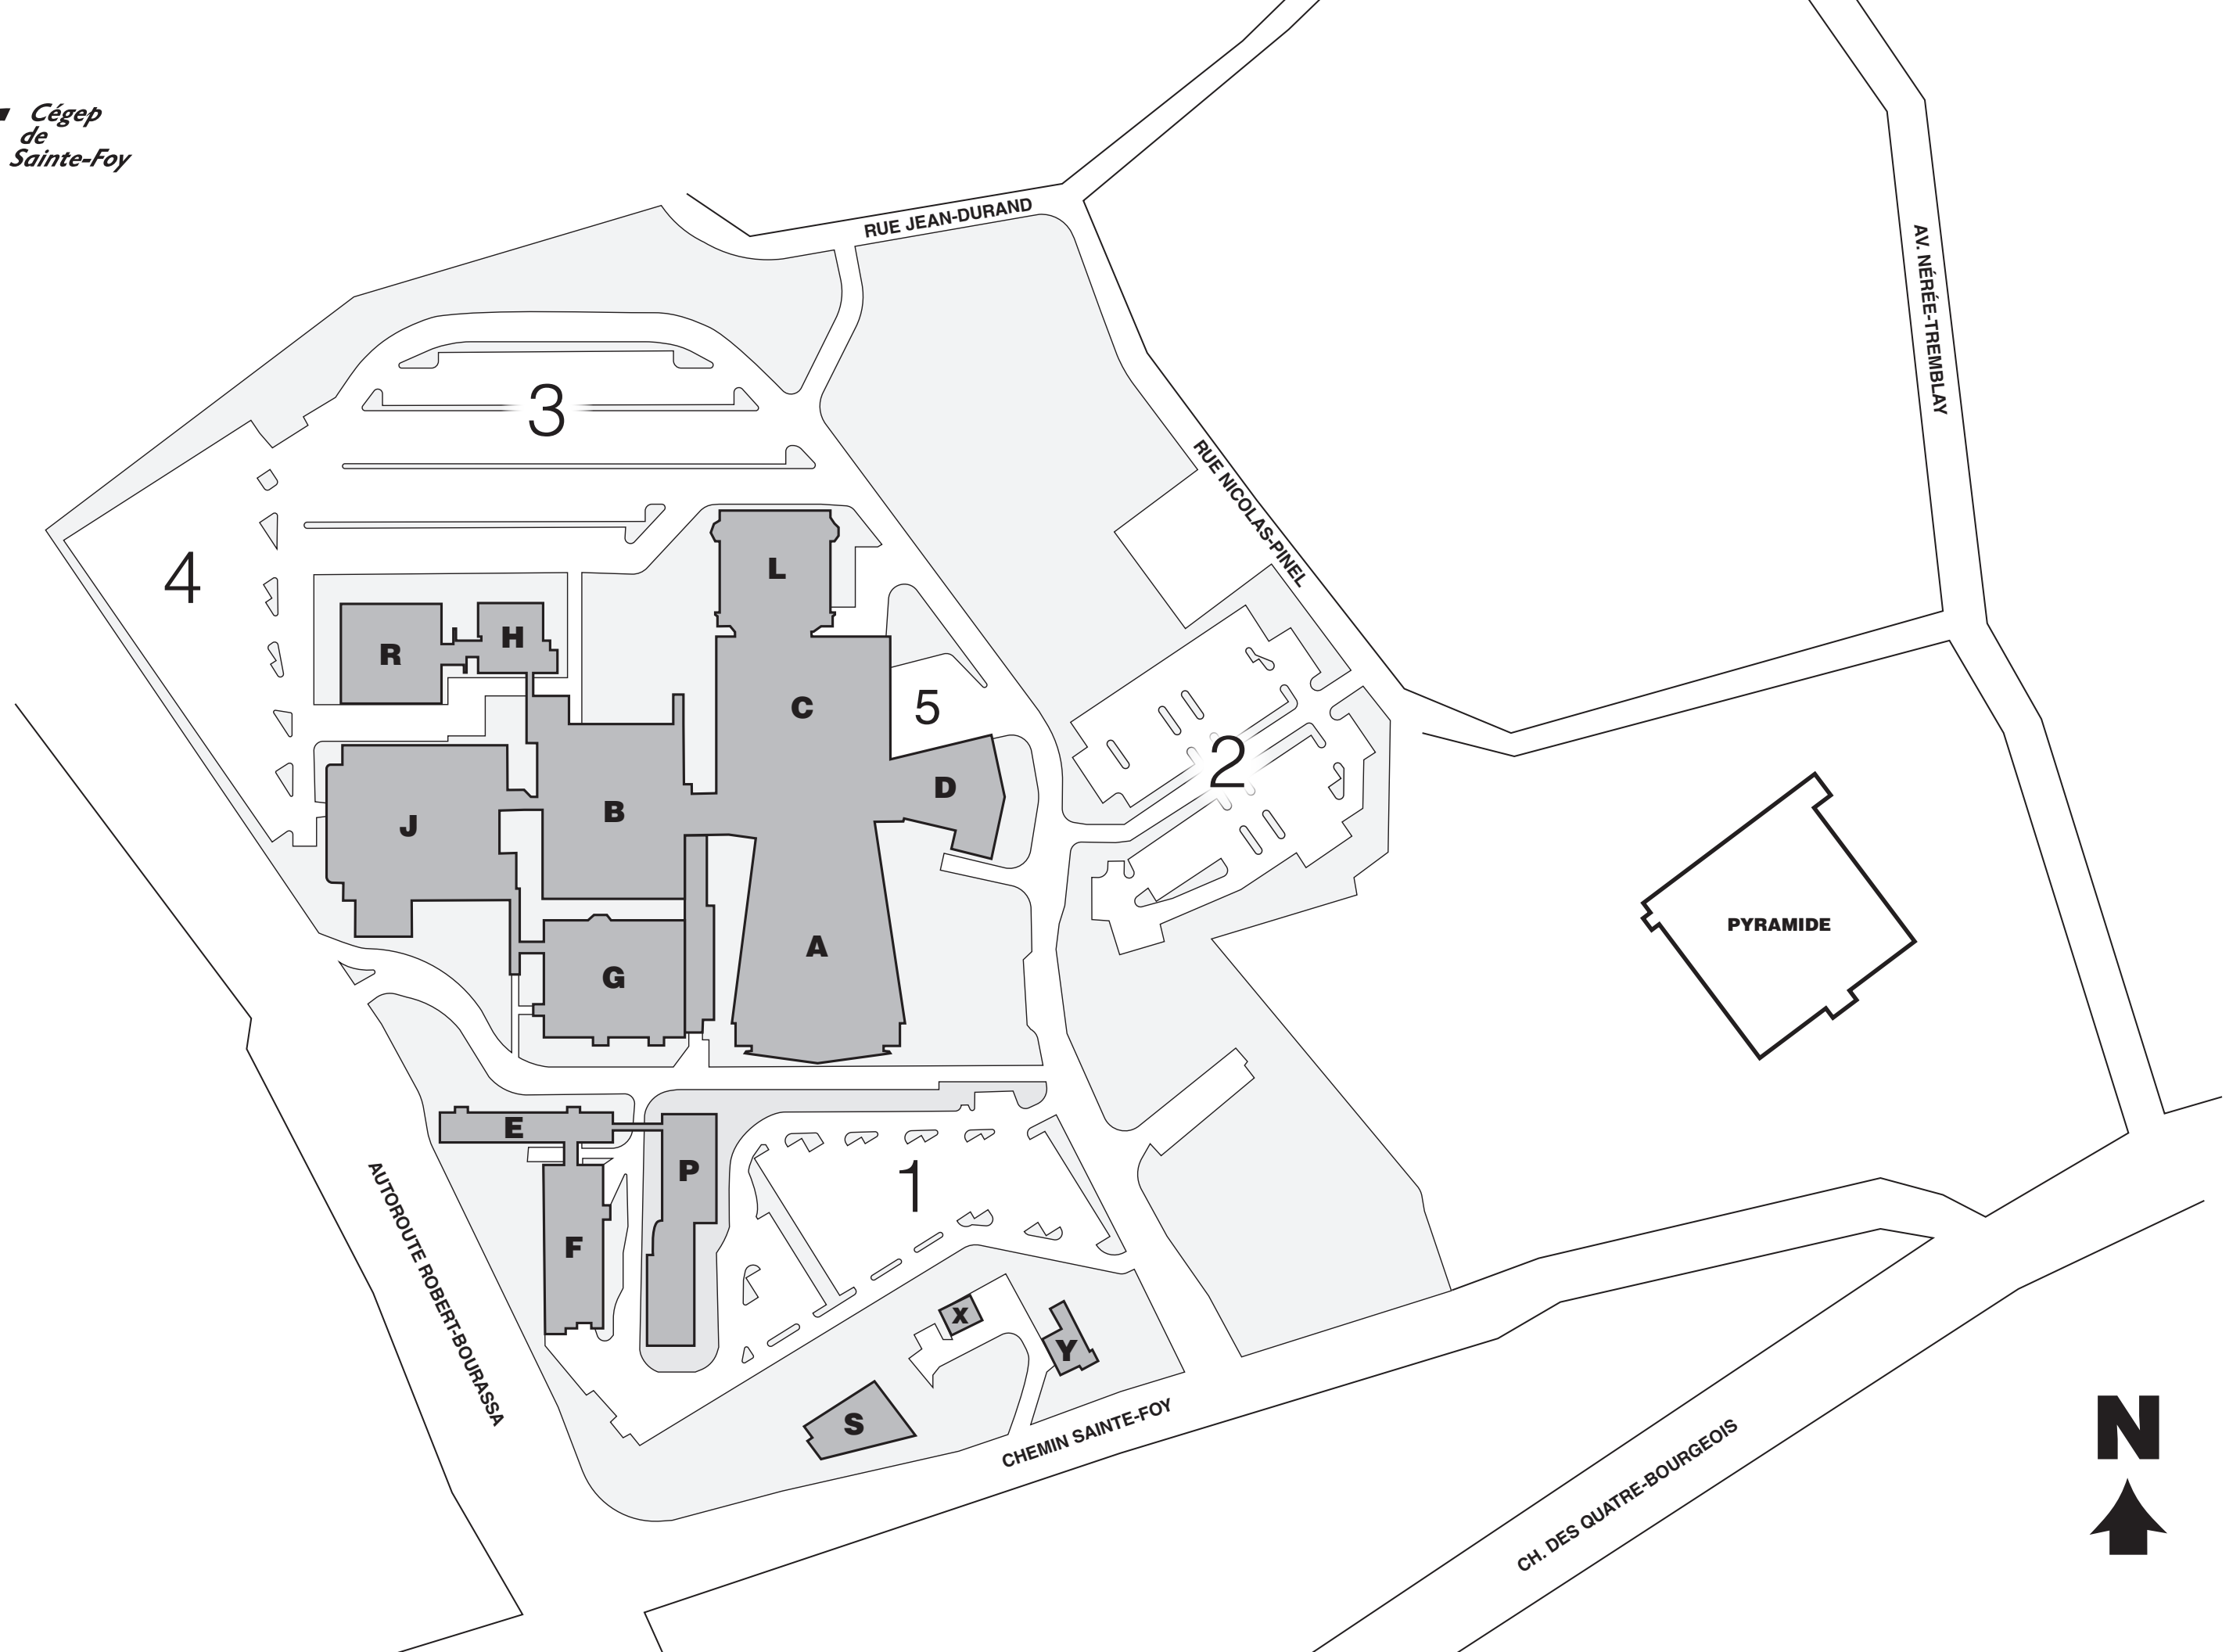 Cégep
de
Sainte-Foy
RUE JEAN-DURAND
AV. NÉRÉE-TREMBLAY
3
RUE NICOLAS-PINEL
4
L
H
R
C
5
2
D
B
J
PYRAMIDE
A
G
E
P
1
F
X
Y
S
AUTOROUTE ROBERT-BOURASSA
CHEMIN SAINTE-FOY
CH. DES QUATRE-BOURGEOIS
N